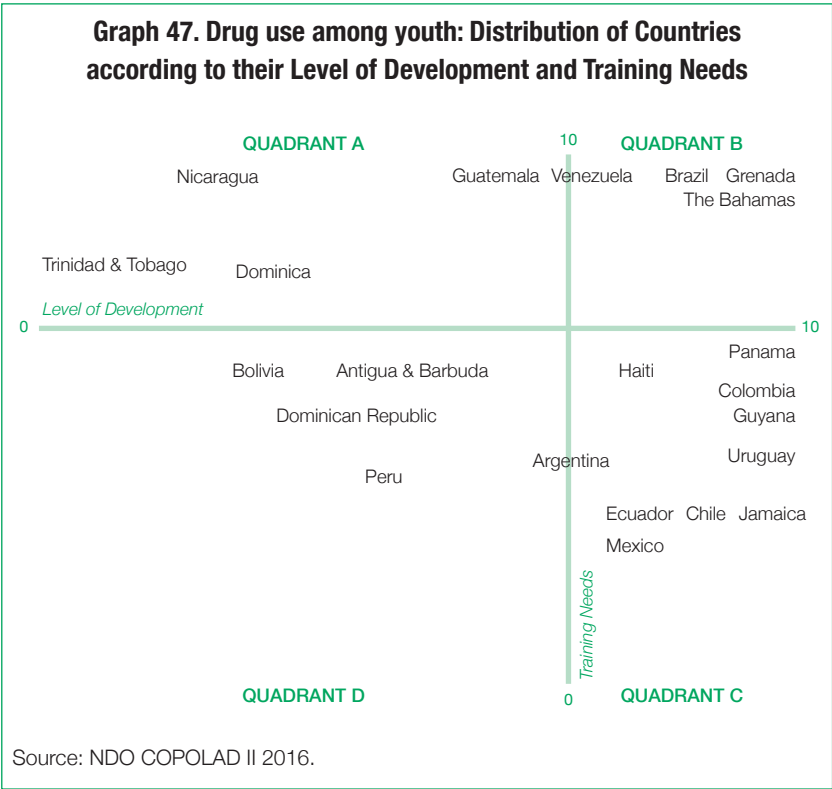 Graph 47. Drug use among youth: Distribution of Countries
according to their Level of Development and Training Needs
QUADRANT A
10
QUADRANT B
Nicaragua
Guatemala
Venezuela
Brazil
Grenada
The Bahamas
Trinidad & Tobago
Dominica
Level of Development
0
10
Panama
Bolivia
Antigua & Barbuda
Haiti
Colombia
Dominican Republic
Guyana
Argentina
Uruguay
Peru
Ecuador
Chile
Jamaica
Mexico
Training Needs
QUADRANT D
0
QUADRANT C
Source: NDO COPOLAD II 2016.